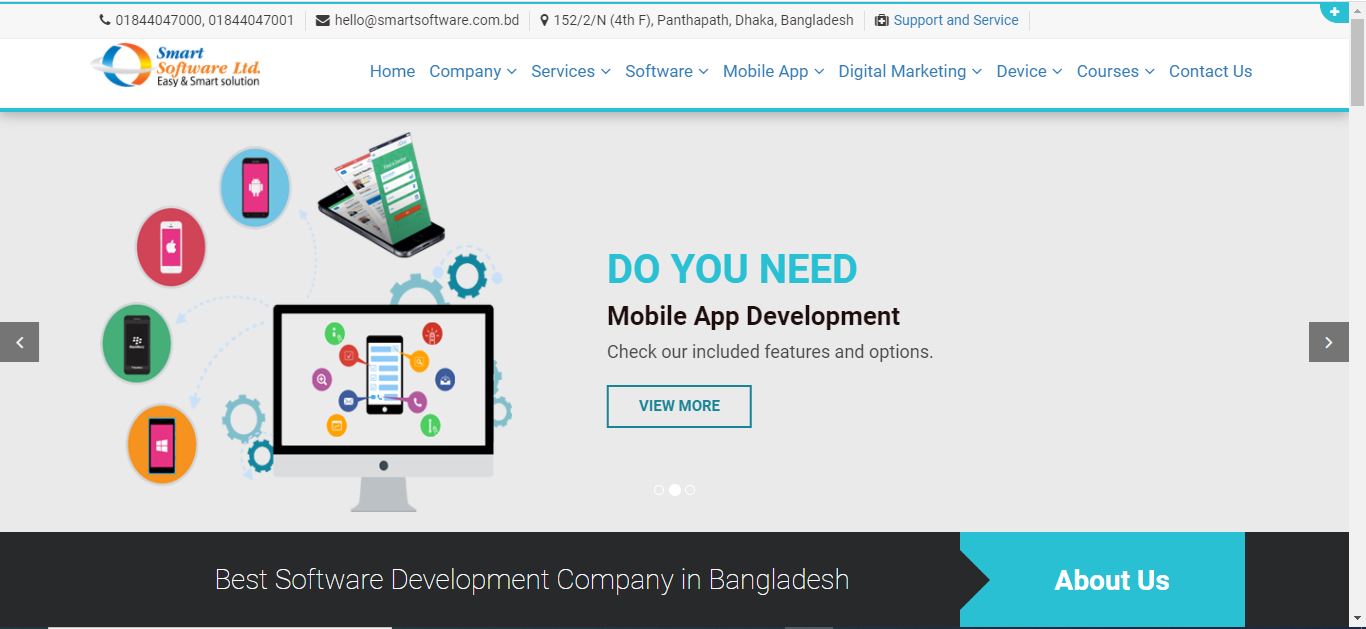 01844047000, 01844047001 hello@smartsoftware.com.bd 152/2/N (4th F), Panthapath, Dhaka, Bangladesh Support and Service
Smart
Software Ltd.
Easy & Smart solution
Home Company Services Software Mobile App Digital Marketing Device Courses Contact Us
Find a Doctor
DO YOU NEED
Mobile App Development
Check our included features and options.
VIEW MORE
Best Software Development Company in Bangladesh
About Us